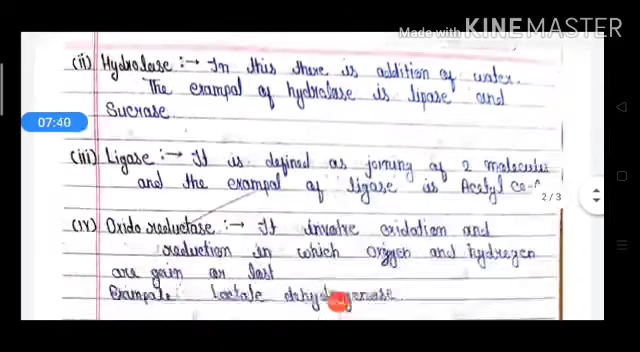 Made with KINEMASTER
(ii) Hydrolase :→ In this there is addition of water.
The exampal of hydrolase is lipase and
Sucrase.
07:40
(iii) Ligase :→ It is defined as joining of 2 molecules
and the exampal of ligase is Acetyl co-A
2/3
(iv) Oxido reductase :→ It involve oxidation and
reduction in which oxygen and hydrogen
are gain or lost
Exampale: Lactate dehydrogenase